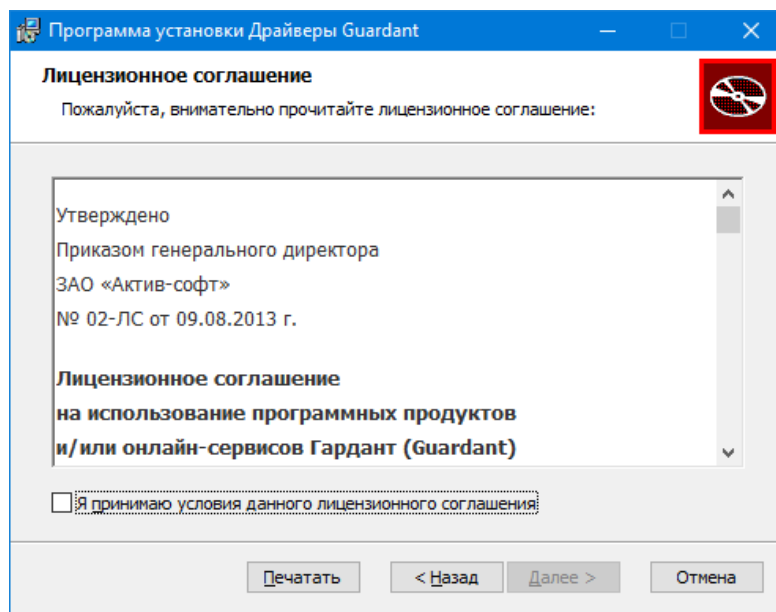 Программа установки Драйверы Guardant
Лицензионное соглашение
Пожалуйста, внимательно прочитайте лицензионное соглашение:
Утверждено
Приказом генерального директора
ЗАО «Актив-софт»
№ 02-ЛС от 09.08.2013 г.
Лицензионное соглашение
на использование программных продуктов
и/или онлайн-сервисов Гардант (Guardant)
Я принимаю условия данного лицензионного соглашения
Печатать
< Назад
Далее >
Отмена